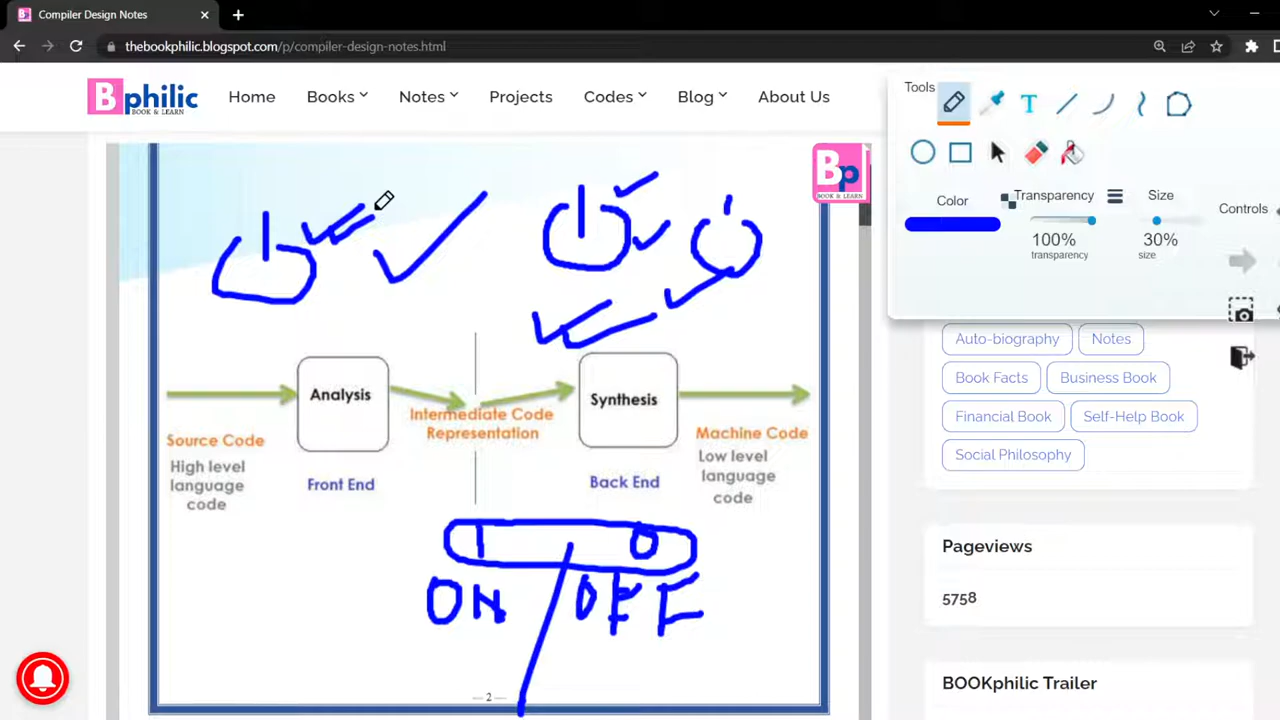 Compiler Design Notes
thebookphilic.blogspot.com/p/compiler-design-notes.html
Bphilic
BOOK & LEARN
Home Books Notes Projects Codes Blog About Us
Tools
T
Color Transparency Size Controls
100% 30%
transparency size
Bp
BOOK & LEARN
Analysis Synthesis
Intermediate Code
Representation
Source Code Machine Code
High level
language
code
Low level
language
code
Front End Back End
ON OFF
— 2 —
Auto-biography Notes
Book Facts Business Book
Financial Book Self-Help Book
Social Philosophy
Pageviews
5758
BOOKphilic Trailer